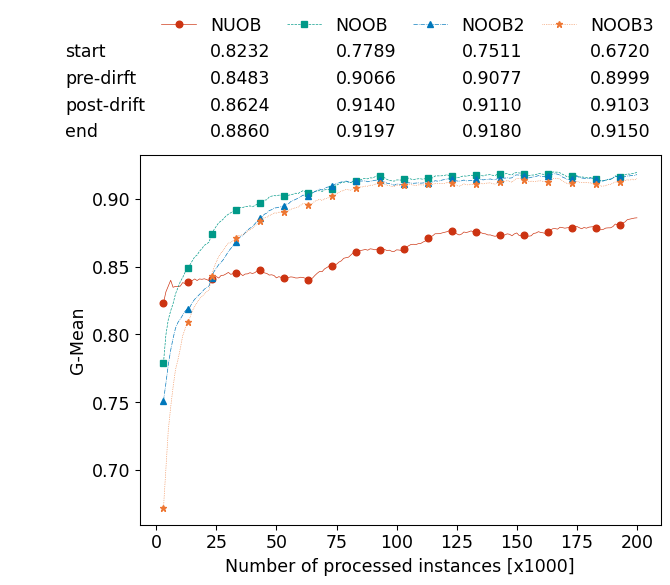 NUOB NOOB NOOB2 NOOB3
start 0.8232 0.7789 0.7511 0.6720
pre-dirft 0.8483 0.9066 0.9077 0.8999
post-drift 0.8624 0.9140 0.9110 0.9103
end 0.8860 0.9197 0.9180 0.9150
0.90
0.85
0.80
0.75
0.70
G-Mean
0 25 50 75 100 125 150 175 200
Number of processed instances [x1000]